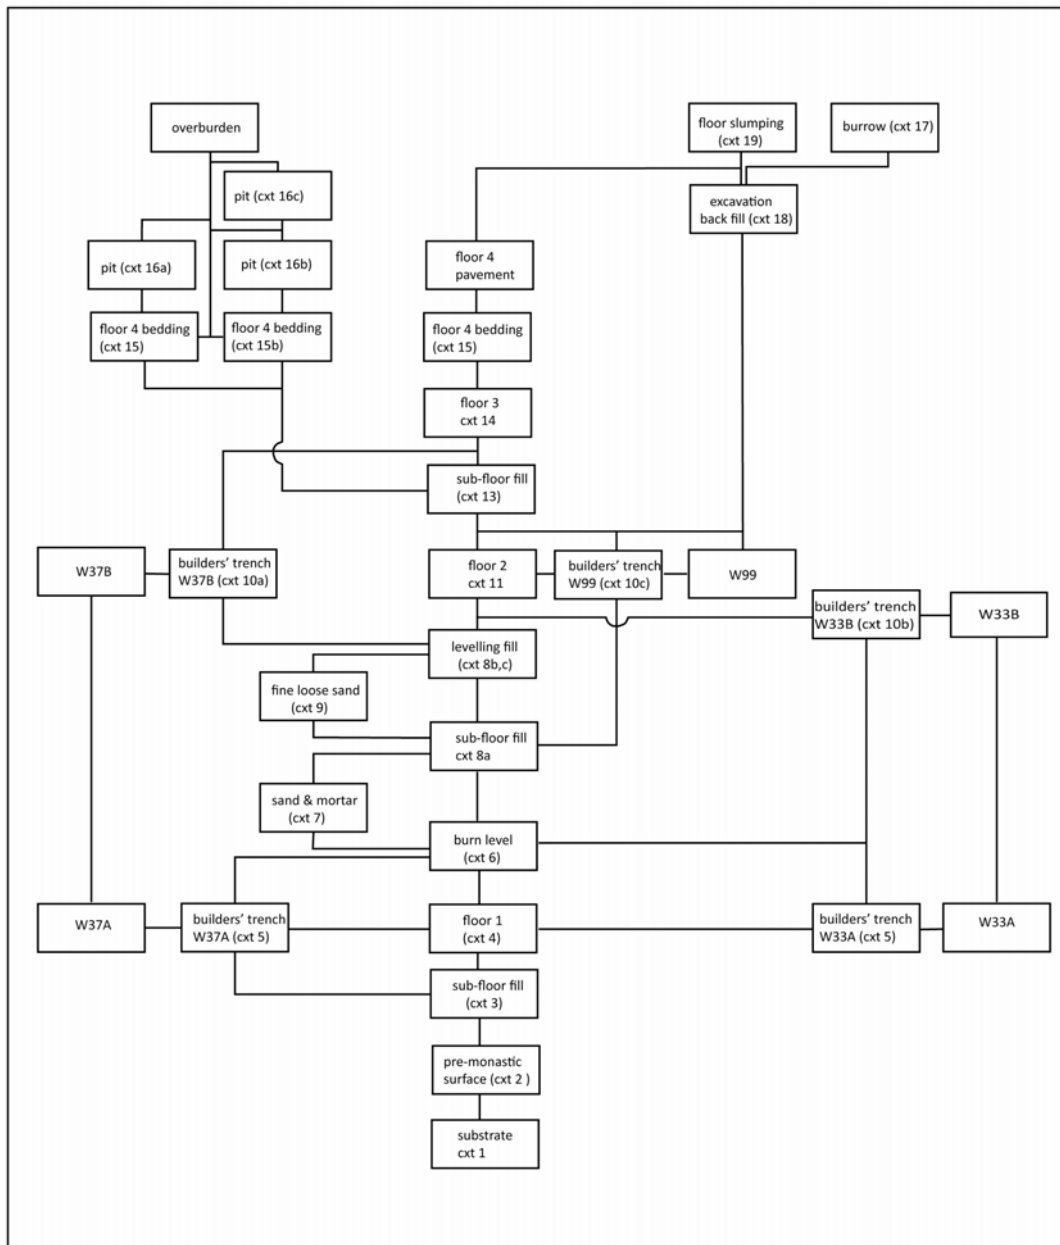 overburden
floor slumping
(cxt 19)
burrow (cxt 17)
pit (cxt 16c)
excavation
back fill (cxt 18)
pit (cxt 16a)
pit (cxt 16b)
floor 4
pavement
floor 4 bedding
(cxt 15)
floor 4 bedding
(cxt 15b)
floor 4 bedding
(cxt 15)
floor 3
cxt 14
sub-floor fill
(cxt 13)
W37B
builders' trench
W37B (cxt 10a)
floor 2
cxt 11
builders' trench
W99 (cxt 10c)
W99
builders' trench
W33B (cxt 10b)
W33B
levelling fill
(cxt 8b,c)
fine loose sand
(cxt 9)
sub-floor fill
cxt 8a
sand & mortar
(cxt 7)
burn level
(cxt 6)
W37A
builders' trench
W37A (cxt 5)
floor 1
(cxt 4)
builders' trench
W33A (cxt 5)
W33A
sub-floor fill
(cxt 3)
pre-monastic
surface (cxt 2 )
substrate
cxt 1